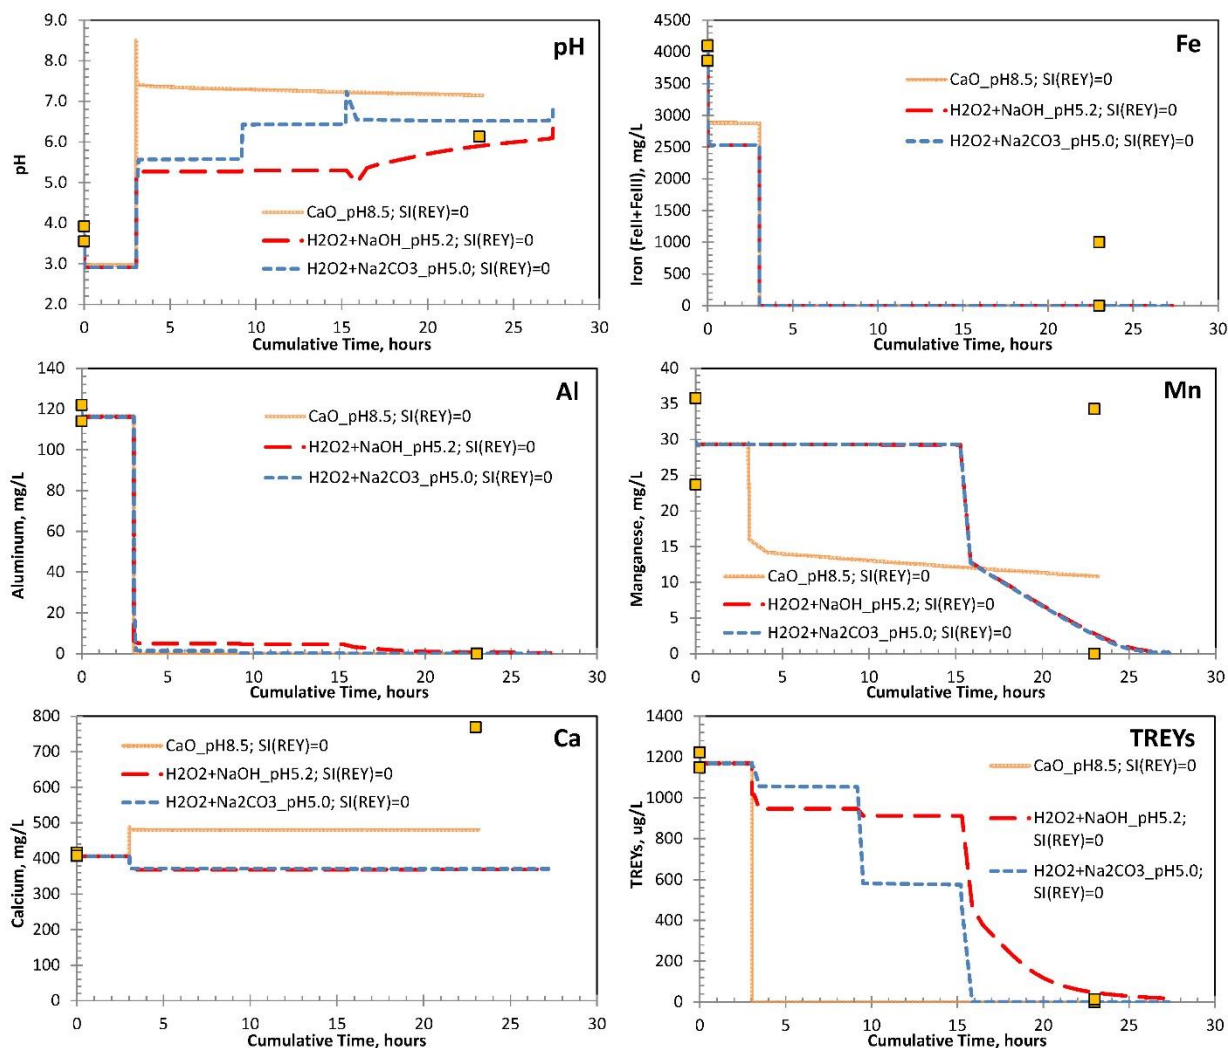 pH
9.0
8.0
7.0
6.0
5.0
4.0
3.0
2.0
pH
CaO_pH8.5; SI(REY)=0
H2O2+NaOH_pH5.2; SI(REY)=0
H2O2+Na2CO3_pH5.0; SI(REY)=0
0 5 10 15 20 25 30
Cumulative Time, hours
Fe
4500
4000
3500
3000
2500
2000
1500
1000
500
0
Iron (FeII+FeIII), mg/L
CaO_pH8.5; SI(REY)=0
H2O2+NaOH_pH5.2; SI(REY)=0
H2O2+Na2CO3_pH5.0; SI(REY)=0
0 5 10 15 20 25 30
Cumulative Time, hours
Al
140
120
100
80
60
40
20
0
Aluminum, mg/L
CaO_pH8.5; SI(REY)=0
H2O2+NaOH_pH5.2; SI(REY)=0
H2O2+Na2CO3_pH5.0; SI(REY)=0
0 5 10 15 20 25 30
Cumulative Time, hours
Mn
40
35
30
25
20
15
10
5
0
Manganese, mg/L
CaO_pH8.5; SI(REY)=0
H2O2+NaOH_pH5.2; SI(REY)=0
H2O2+Na2CO3_pH5.0; SI(REY)=0
0 5 10 15 20 25 30
Cumulative Time, hours
Ca
800
700
600
500
400
300
200
100
0
Calcium, mg/L
CaO_pH8.5; SI(REY)=0
H2O2+NaOH_pH5.2; SI(REY)=0
H2O2+Na2CO3_pH5.0; SI(REY)=0
0 5 10 15 20 25 30
Cumulative Time, hours
TREYs
1400
1200
1000
800
600
400
200
0
TREYs, ug/L
CaO_pH8.5; SI(REY)=0
H2O2+NaOH_pH5.2;
SI(REY)=0
H2O2+Na2CO3_pH5.0;
SI(REY)=0
0 5 10 15 20 25 30
Cumulative Time, hours